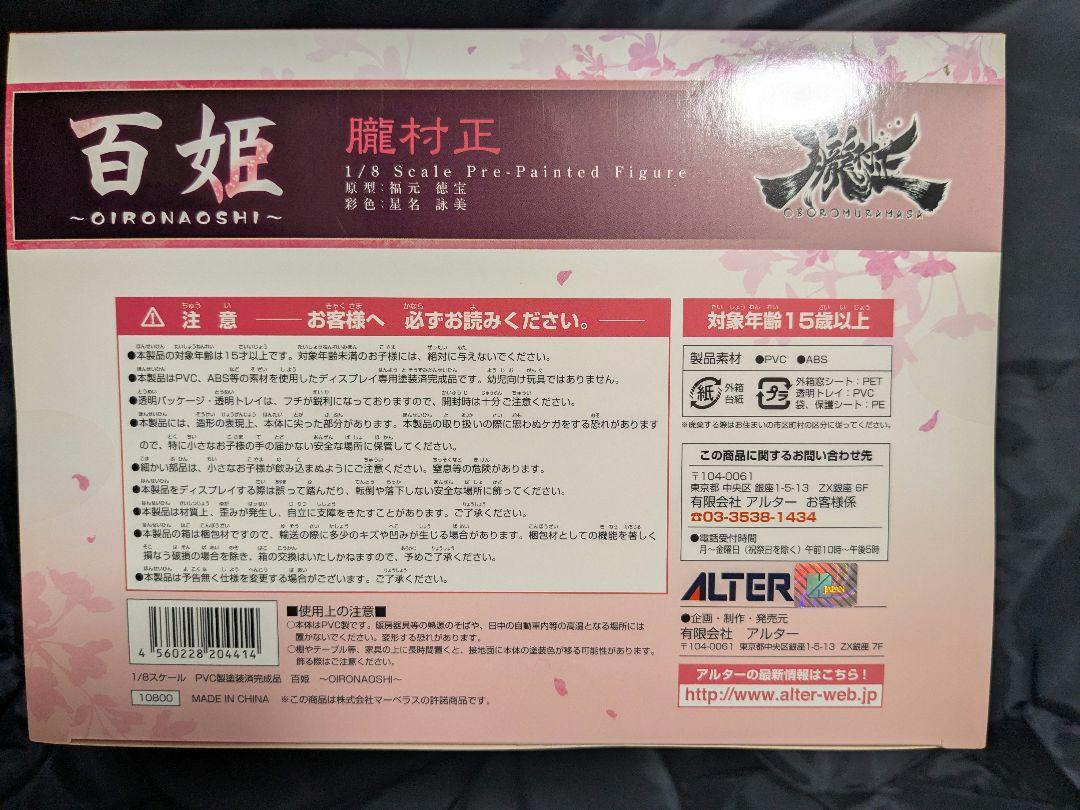 百姫
～OIRONAOSHI～
朧村正
1/8 Scale Pre-Painted Figure
原型:福元 徳宝
彩色:星名 詠美
朧村正
OBOROMURAMASA
注意 お客様へ 必ずお読みください。
●本製品の対象年齢は15才以上です。対象年齢未満のお子様には、絶対に与えないでください。
●本製品はPVC、ABS等の素材を使用したディスプレイ専用塗装済完成品です。幼児向け玩具ではありません。
●透明パッケージ・透明トレイは、フチが鋭利になっておりますので、開封時は十分ご注意ください。
●本製品には、造形の表現上、本体に尖った部分があります。本製品の取り扱いの際に思わぬケガをする恐れがあります
ので、特に小さなお子様の手の届かない安全な場所に保管してください。
●細かい部品は、小さなお子様が飲み込まぬようにご注意ください。窒息等の危険があります。
●本製品をディスプレイする際は誤って踏んだり、転倒や落下しない安全な場所に飾ってください。
●本製品は材質上、歪みが発生し、自立に支障をきたすことがあります。ご了承ください。
●本製品の箱は梱包材ですので、輸送の際に多少のキズや凹みが生じる場合があります。梱包材としての機能を著しく
損なう破損の場合を除き、箱の交換はいたしかねますので、予めご了承ください。
●本製品は予告無く仕様を変更する場合がございます。ご了承ください。
対象年齢15歳以上
製品素材 ●PVC ●ABS
紙 外箱
台紙
プラ 外箱窓シート:PET
透明トレイ:PVC
袋、保護シート:PE
※廃棄する際はお住まいの市区町村の区分に従ってください。
この商品に関するお問い合わせ先
〒104-0061
東京都 中央区 銀座1-5-13 ZX銀座 6F
有限会社 アルター お客様係
☎03-3538-1434
●電話受付時間
月～金曜日(祝祭日を除く)午前10時～午後5時
ALTER
JAPAN
●企画・制作・発売元
有限会社 アルター
〒104-0061 東京都中央区銀座1-5-13 ZX銀座 7F
アルターの最新情報はこちら!
http://www.alter-web.jp
4 560228 204414
■使用上の注意■
○本体はPVC製です。暖房器具等の熱源のそばや、日中の自動車内等の高温となる場所には
置かないでください。変形する恐れがあります。
○棚やテーブル等、家具の上に長時間置くと、接地面に本体の塗装色が移る可能性があります。
飾る際はご注意ください。
1/8スケール PVC製塗装済完成品 百姫 ～OIRONAOSHI～
10800 MADE IN CHINA ※この商品は株式会社マーベラスの許諾商品です。